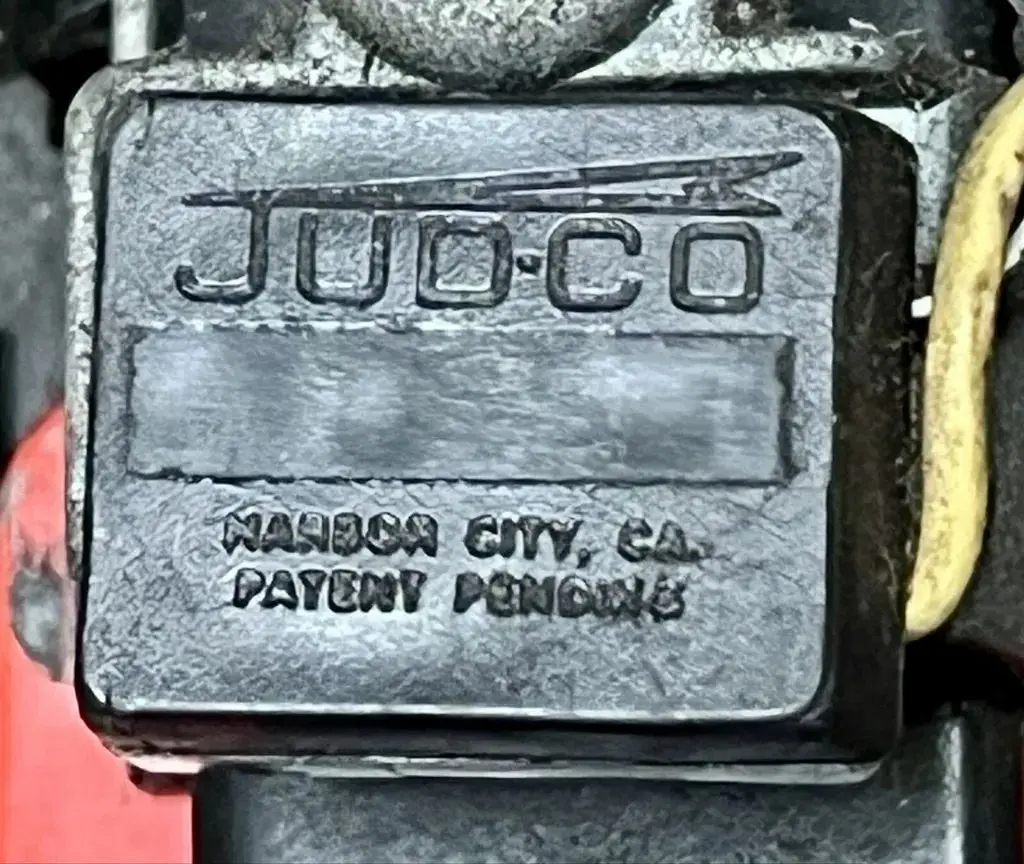 JUD·CO
HARBOR CITY, CA.
PATENT PENDING